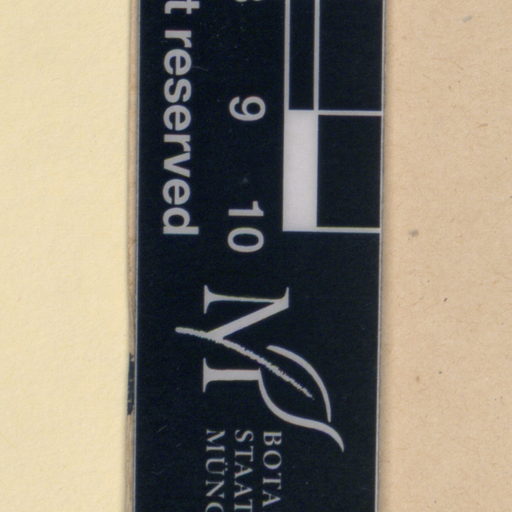 t reserved
9 10
M
BOTA
STAAT
MÜNC